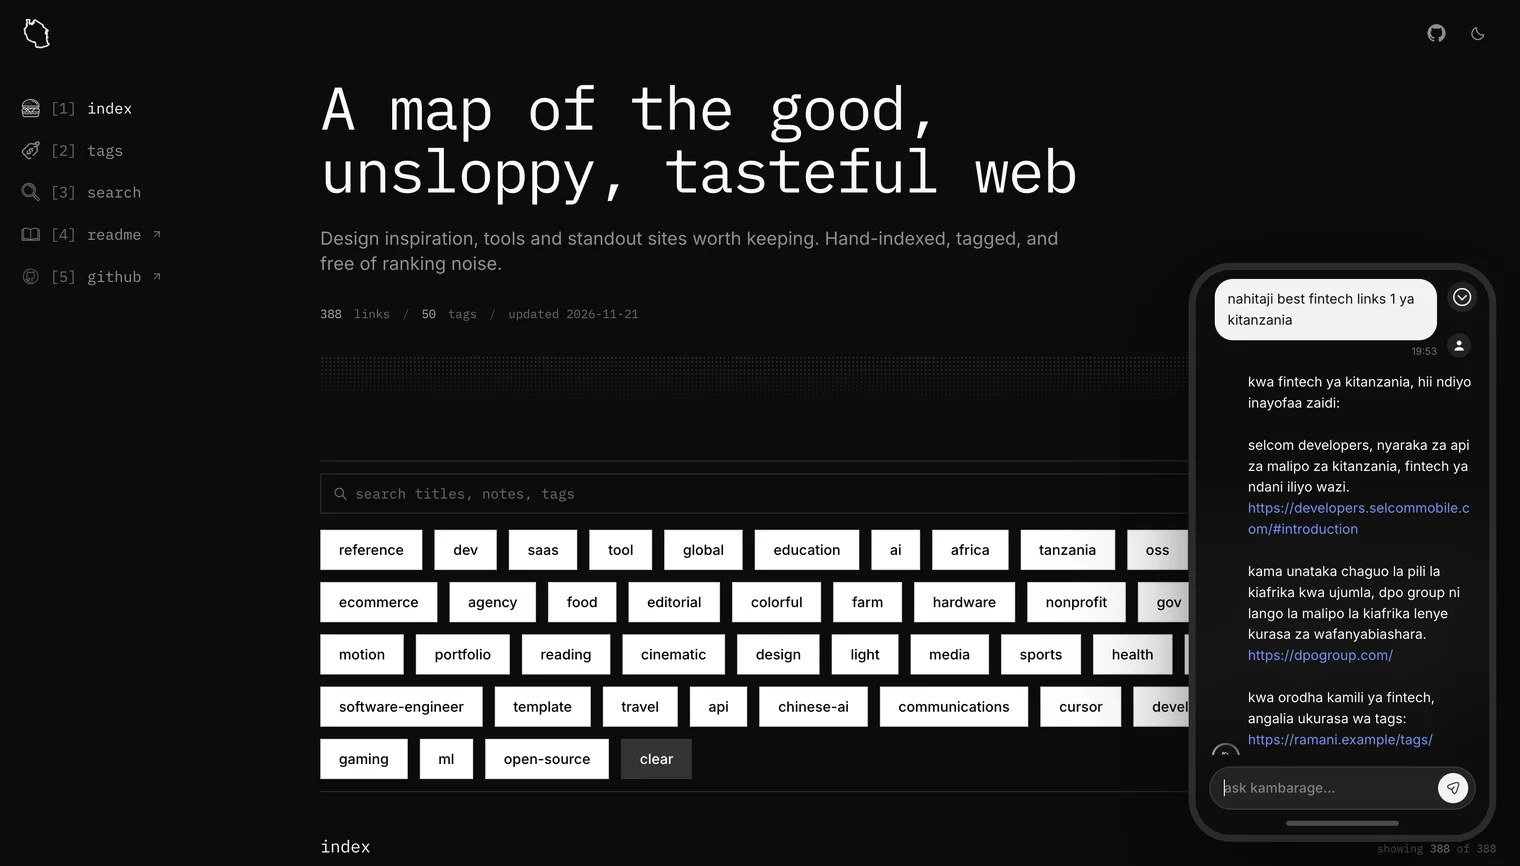 [1] index
[2] tags
[3] search
[4] readme ↗
[5] github ↗
A map of the good,
unsloppy, tasteful web
Design inspiration, tools and standout sites worth keeping. Hand-indexed, tagged, and
free of ranking noise.
388 links / 50 tags / updated 2026-11-21
search titles, notes, tags
reference dev saas tool global education ai africa tanzania oss
ecommerce agency food editorial colorful farm hardware nonprofit gov
motion portfolio reading cinematic design light media sports health
software-engineer template travel api chinese-ai communications cursor
gaming ml open-source clear
index
nahitaji best fintech links 1 ya
kitanzania
19:53
kwa fintech ya kitanzania, hii ndiyo
inayofaa zaidi:
selcom developers, nyaraka za api
za malipo za kitanzania, fintech ya
ndani iliyo wazi.
https://developers.selcommobile.c
om/#introduction
kama unataka chaguo la pili la
kiafrika kwa ujumla, dpo group ni
lango la malipo la kiafrika lenye
kurasa za wafanyabiashara.
https://dpogroup.com/
kwa orodha kamili ya fintech,
angalia ukurasa wa tags:
https://ramani.example/tags/
ask kambarage...
showing 388 of 388